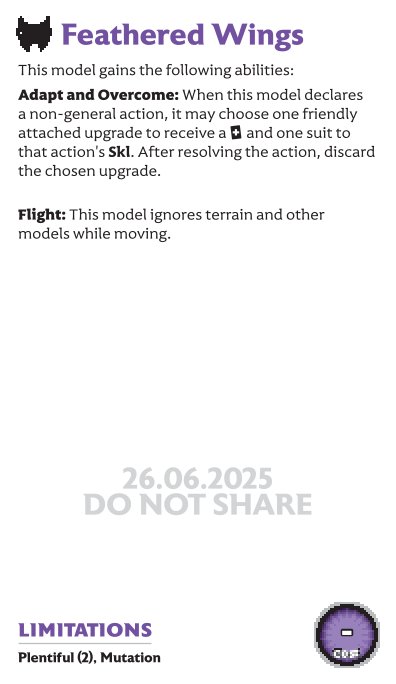 Feathered Wings
This model gains the following abilities:
Adapt and Overcome: When this model declares
a non-general action, it may choose one friendly
attached upgrade to receive a + and one suit to
that action's Skl. After resolving the action, discard
the chosen upgrade.
Flight: This model ignores terrain and other
models while moving.
26.06.2025
DO NOT SHARE
LIMITATIONS
Plentiful (2), Mutation
-
COST